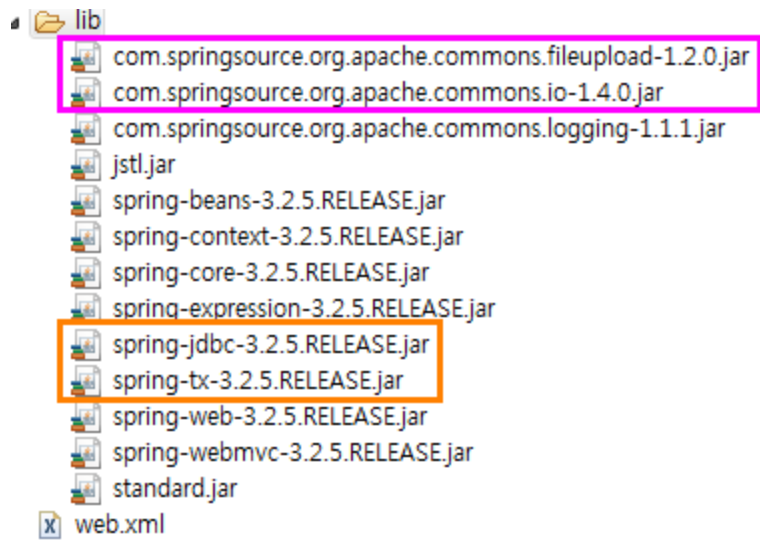 lib
com.springsource.org.apache.commons.fileupload-1.2.0.jar
com.springsource.org.apache.commons.io-1.4.0.jar
com.springsource.org.apache.commons.logging-1.1.1.jar
jstl.jar
spring-beans-3.2.5.RELEASE.jar
spring-context-3.2.5.RELEASE.jar
spring-core-3.2.5.RELEASE.jar
spring-expression-3.2.5.RELEASE.jar
spring-jdbc-3.2.5.RELEASE.jar
spring-tx-3.2.5.RELEASE.jar
spring-web-3.2.5.RELEASE.jar
spring-webmvc-3.2.5.RELEASE.jar
standard.jar
web.xml